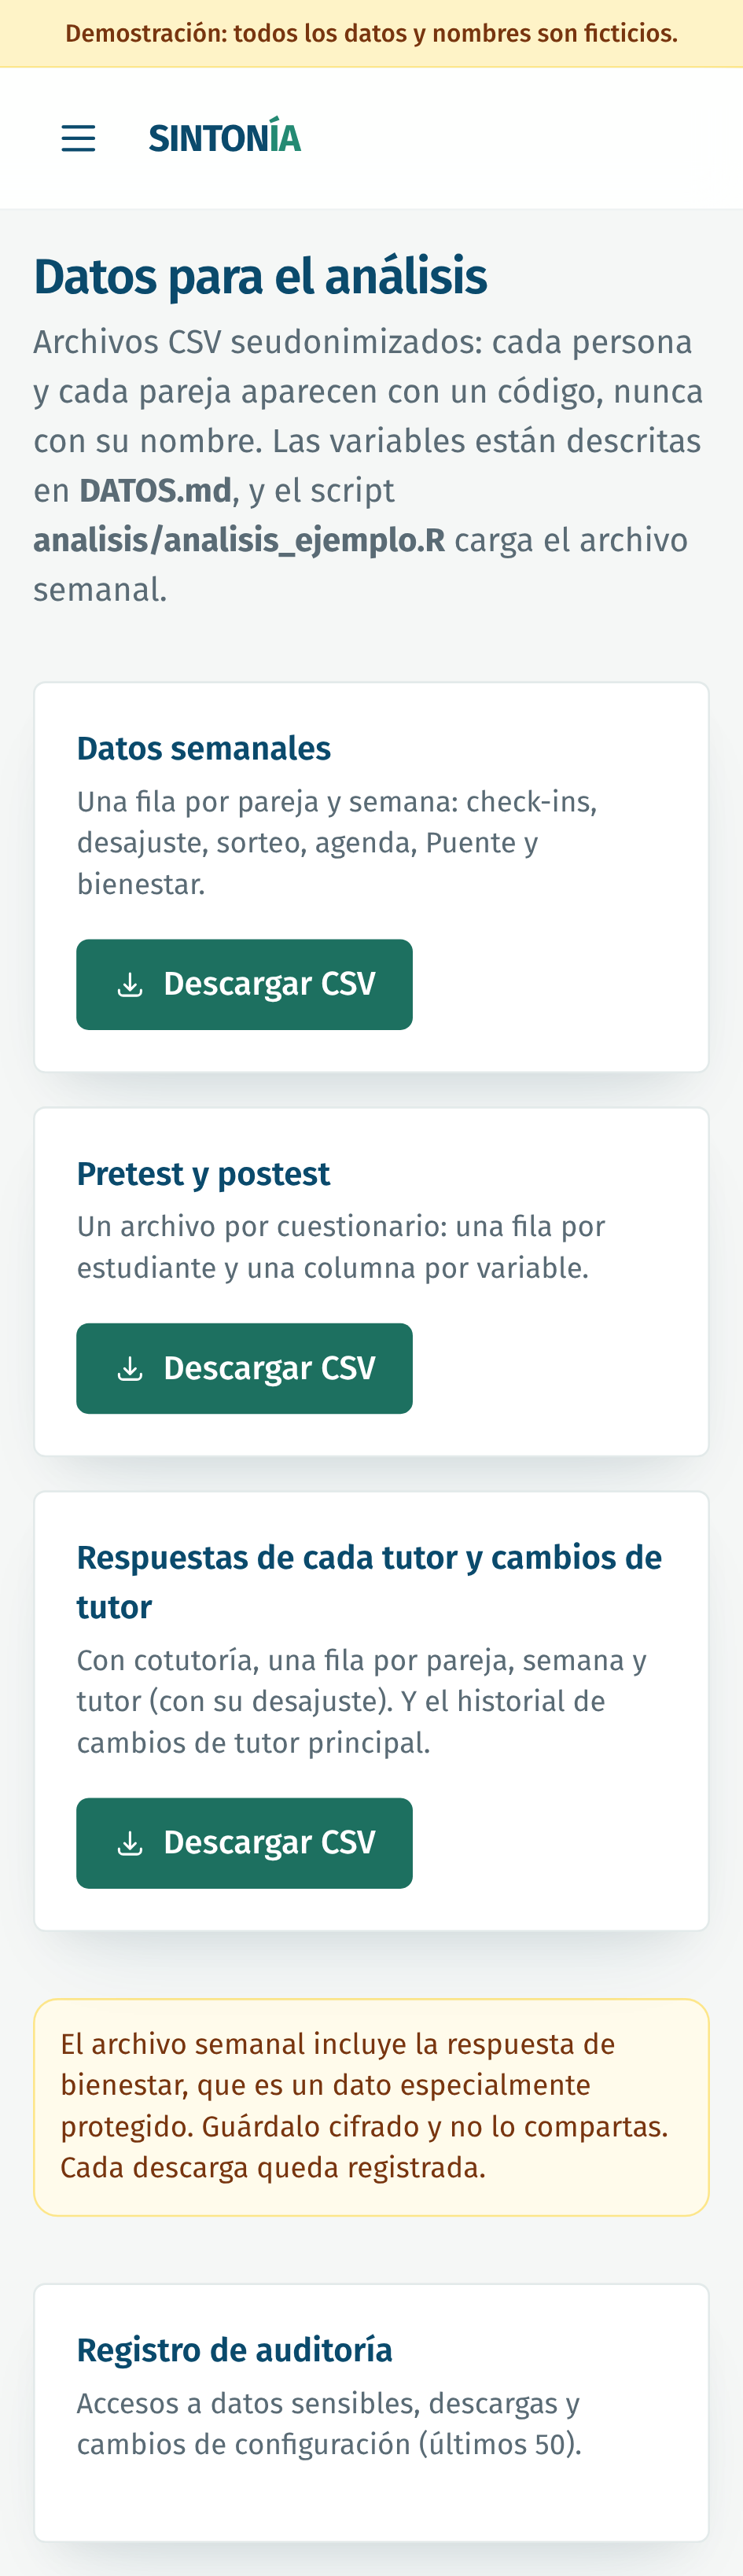 Demostración: todos los datos y nombres son ficticios.
SINTONÍA
Datos para el análisis
Archivos CSV seudonimizados: cada persona
y cada pareja aparecen con un código, nunca
con su nombre. Las variables están descritas
en DATOS.md, y el script
analisis/analisis_ejemplo.R carga el archivo
semanal.
Datos semanales
Una fila por pareja y semana: check-ins,
desajuste, sorteo, agenda, Puente y
bienestar.
Descargar CSV
Pretest y postest
Un archivo por cuestionario: una fila por
estudiante y una columna por variable.
Descargar CSV
Respuestas de cada tutor y cambios de
tutor
Con cotutoría, una fila por pareja, semana y
tutor (con su desajuste). Y el historial de
cambios de tutor principal.
Descargar CSV
El archivo semanal incluye la respuesta de
bienestar, que es un dato especialmente
protegido. Guárdalo cifrado y no lo compartas.
Cada descarga queda registrada.
Registro de auditoría
Accesos a datos sensibles, descargas y
cambios de configuración (últimos 50).